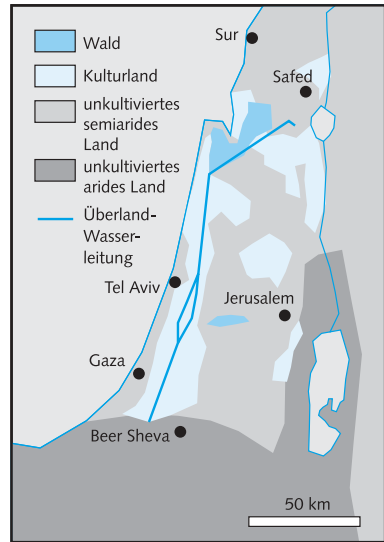 Wald
Kulturland
unkultiviertes
semiarides
Land
unkultiviertes
arides Land
Überland-
Wasser-
leitung
Sur
Safed
Tel Aviv
Jerusalem
Gaza
Beer Sheva
50 km